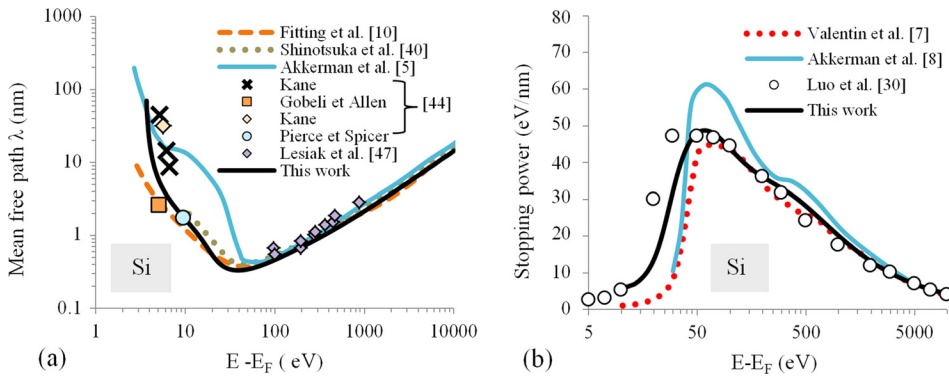 1000
100
10
1
0.1
Mean free path λ (nm)
Fitting et al. [10]
Shinotsuka et al. [40]
Akkerman et al. [5]
Kane
Gobeli et Allen
[44]
Kane
Pierce et Spicer
Lesiak et al. [47]
This work
Si
1 10 100 1000 10000
E -E_F ( eV)
(a)
80
70
60
50
40
30
20
10
0
Stopping power (eV/nm)
Valentin et al. [7]
Akkerman et al. [8]
Luo et al. [30]
This work
Si
5 50 500 5000
E-E_F (eV)
(b)